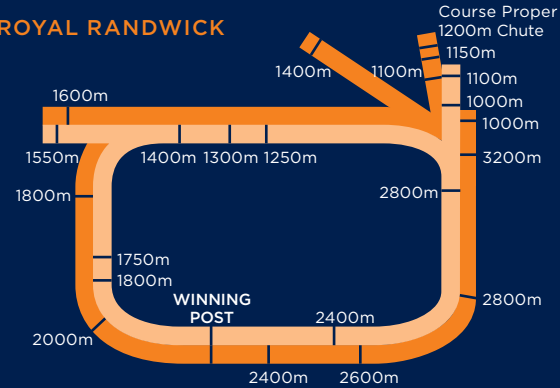 ROYAL RANDWICK
Course Proper
1200m Chute
1150m
1400m
1100m
1100m
1600m
1000m
1000m
1550m
1400m
1300m
1250m
3200m
1800m
2800m
1750m
1800m
WINNING
POST
2800m
2400m
2000m
2400m
2600m